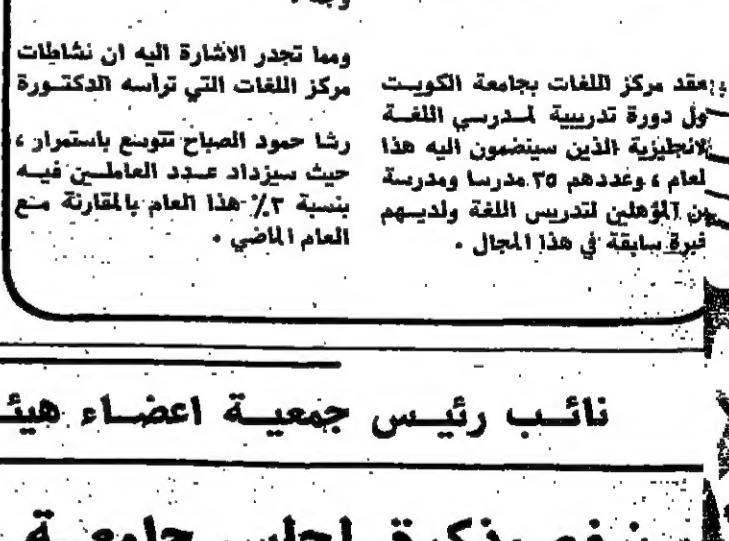 يعقد مركز اللغات بجامعة الكويت
دورة تدريبية لمدرسي اللغة
الانجليزية الذين سينضمون اليه هذا
لعام ، وعددهم ٣٥ مدرسا ومدرسة
من المؤهلين لتدريس اللغة ولديهم
خبرة سابقة في هذا المجال .
ومما تجدر الاشارة اليه ان نشاطات
مركز اللغات التي ترأسه الدكتورة
رشا حمود الصباح تتوسع باستمرار ،
حيث سيزداد عدد العاملين فيه
بنسبة ٣٪ هذا العام بالمقارنة مع
العام الماضي .
نائب رئيس جمعية اعضاء هيئ